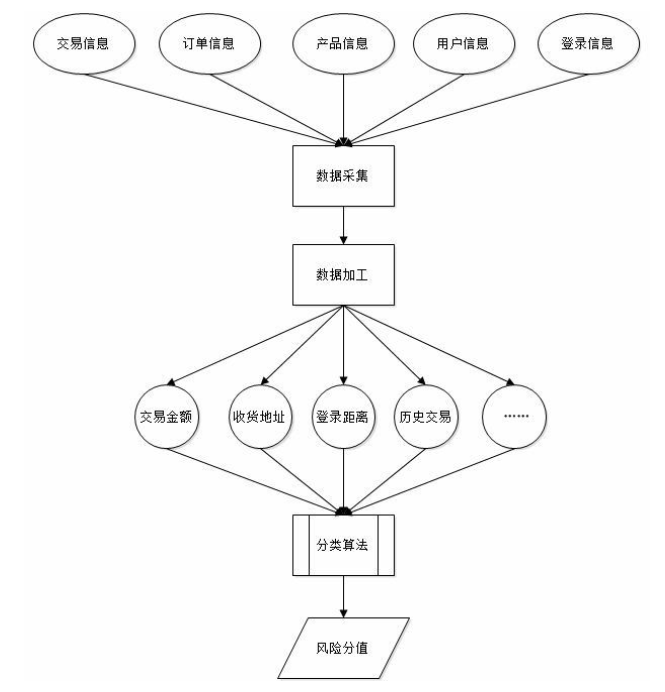 交易信息
订单信息
产品信息
用户信息
登录信息
数据采集
数据加工
交易金额
收货地址
登录距离
历史交易
……
分类算法
风险分值